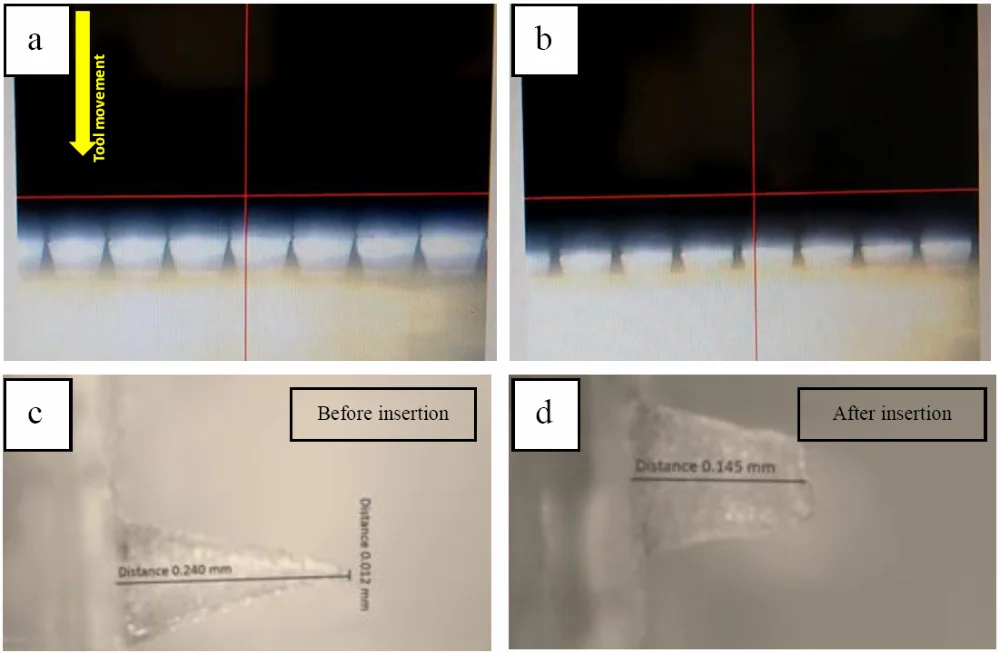 a
Tool movement
b
c
Before insertion
Distance 0.240 mm
Distance 0.012 mm
d
After insertion
Distance 0.145 mm